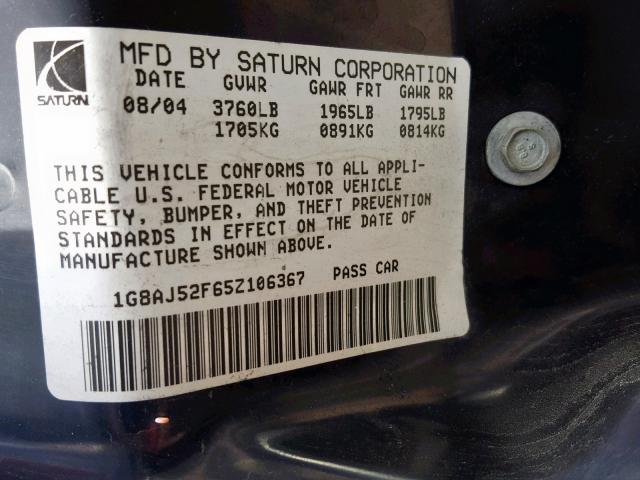 MFD BY SATURN CORPORATION
SATURN
DATE GVWR GAWR FRT GAWR RR
08/04 3760LB 1965LB 1795LB
1705KG 0891KG 0814KG
THIS VEHICLE CONFORMS TO ALL APPLI-
CABLE U.S. FEDERAL MOTOR VEHICLE
SAFETY, BUMPER, AND THEFT PREVENTION
STANDARDS IN EFFECT ON THE DATE OF
MANUFACTURE SHOWN ABOVE.
1G8AJ52F65Z106367 PASS CAR